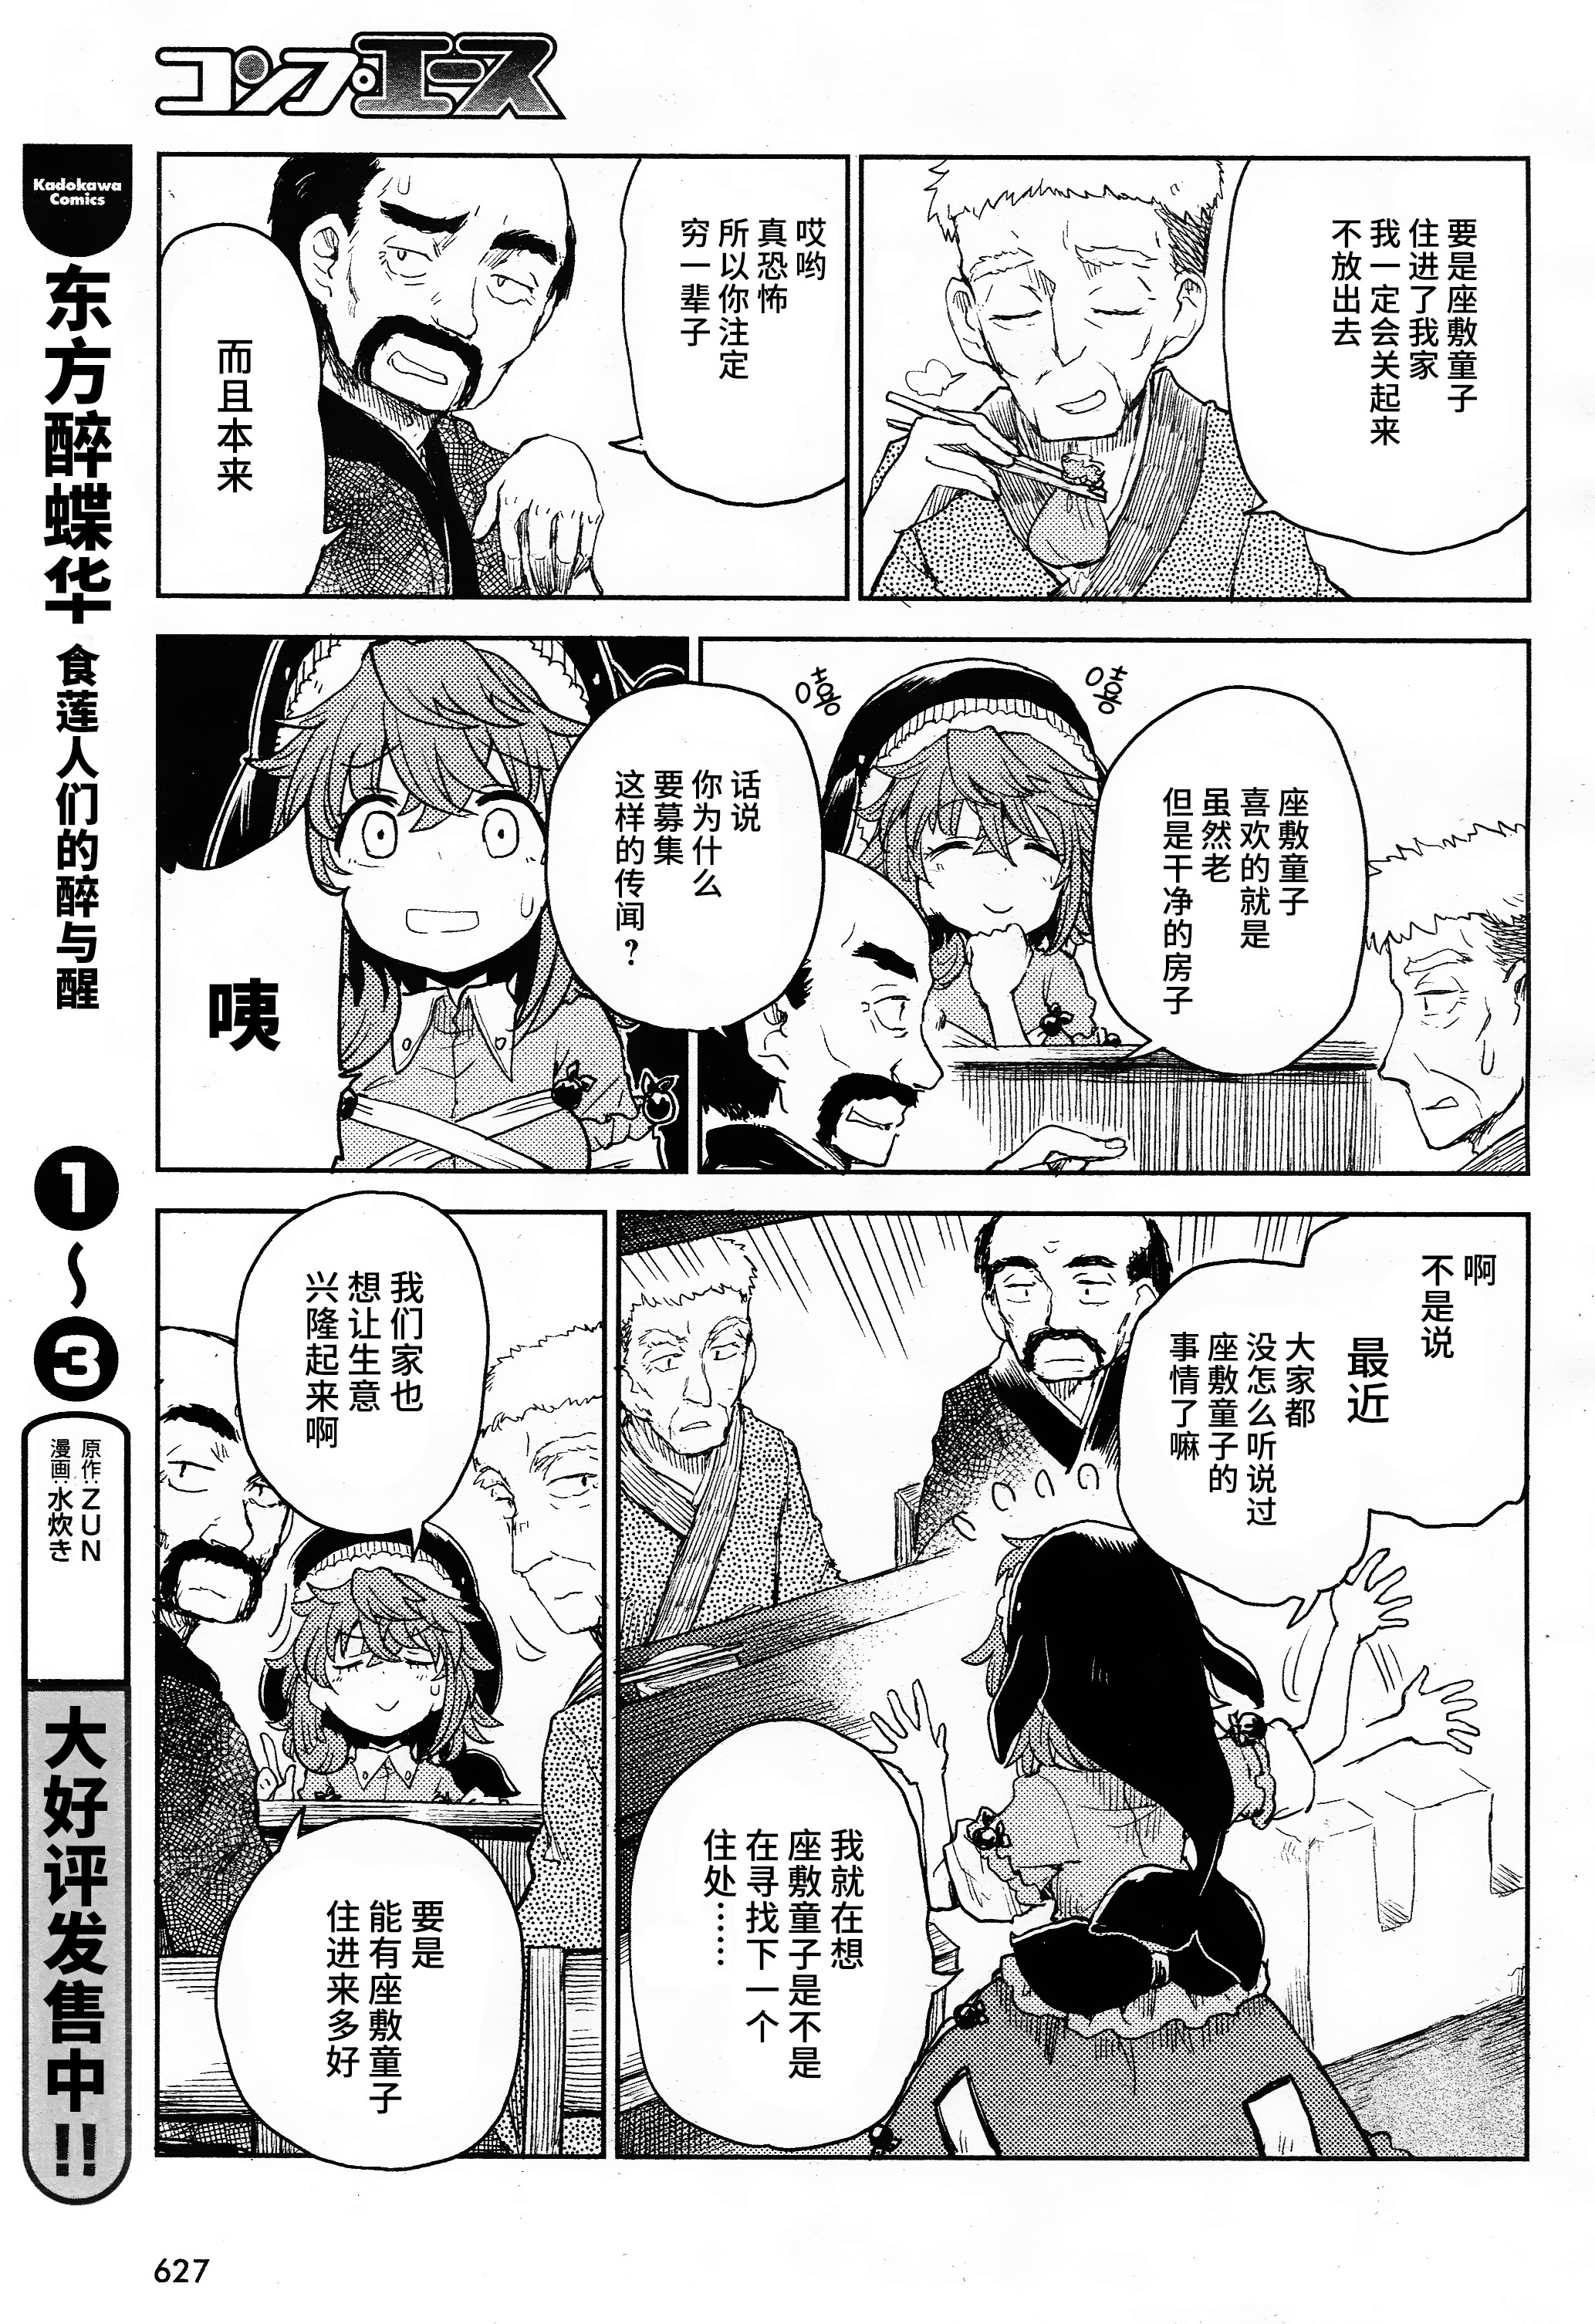 コンプ・エース
Kadokawa
Comics
东方醉蝶华
食莲人们的醉与醒
1～3
原作：ZUN
漫画：水炊き
大好评发售中!!
要是座敷童子
住进了我家
我一定会关起来
不放出去
哎哟
真恐怖
所以你注定
穷一辈子
而且本来
座敷童子
喜欢的就是
虽然老
但是干净的房子
嘻
嘻
话说
你为什么
要募集
这样的传闻？
咦
啊
不是说
最近
大家都
没怎么听说过
座敷童子的
事情了嘛
我就在想
座敷童子是不是
在寻找下一个
住处……
我们家也
想让生意
兴隆起来啊
要是
能有座敷童子
住进来多好
627